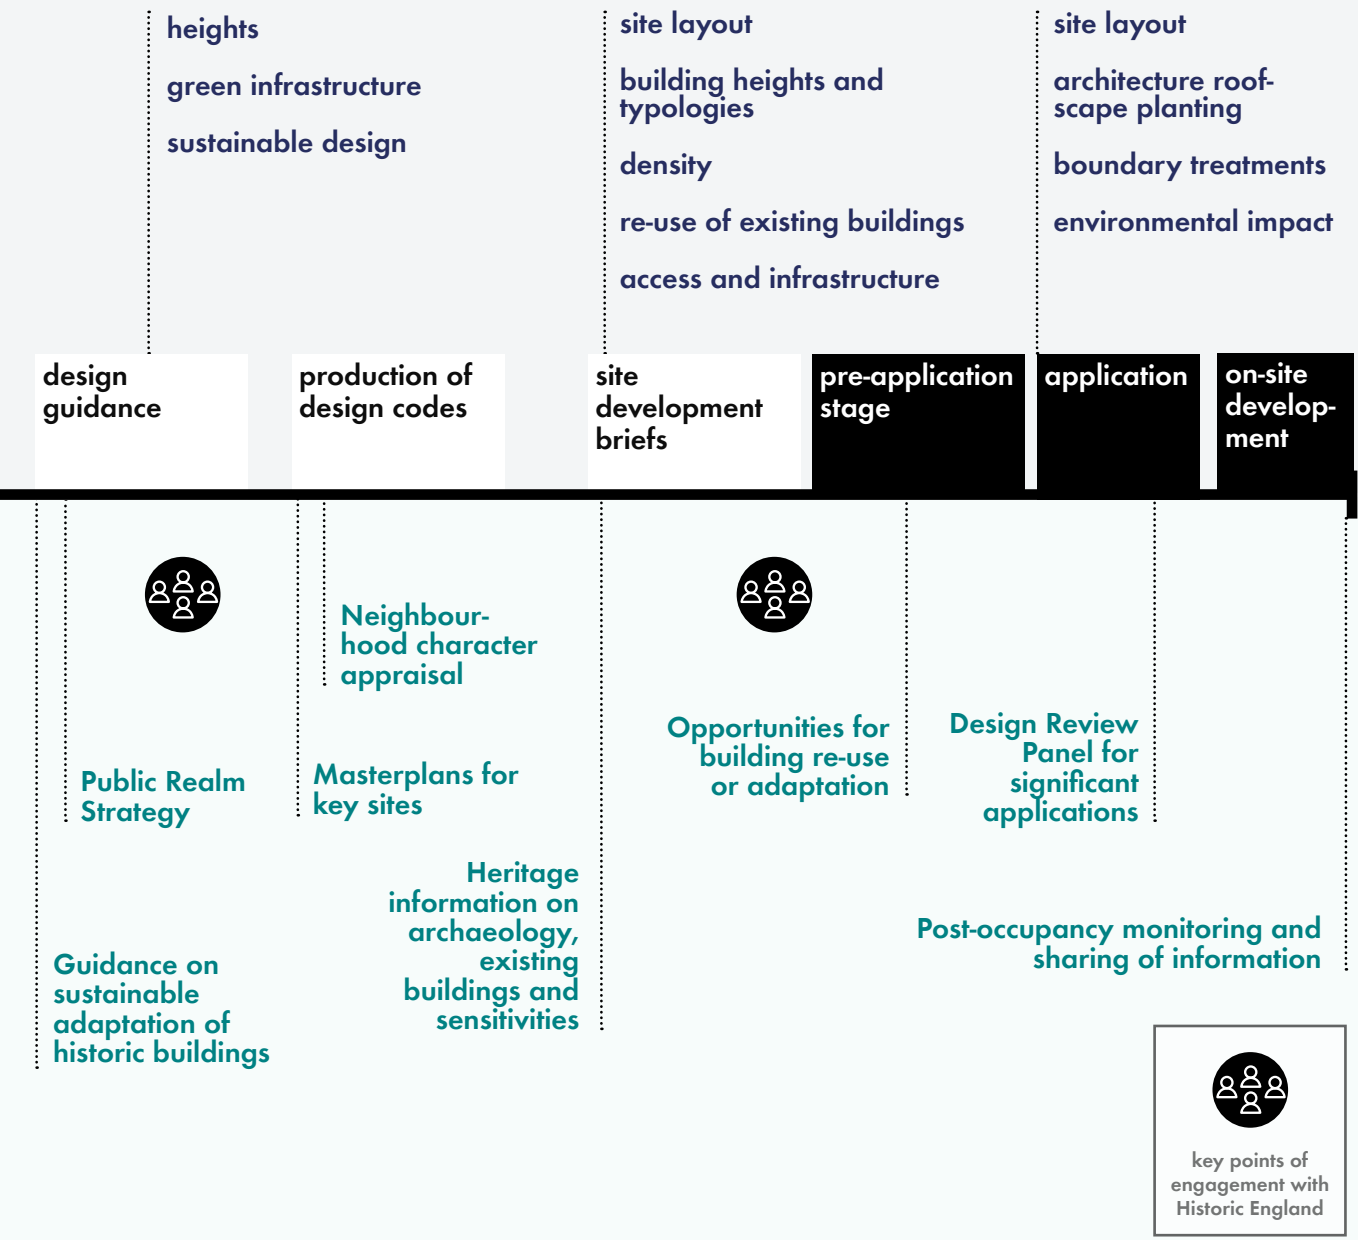 heights
green infrastructure
sustainable design
site layout
building heights and
typologies
density
re-use of existing buildings
access and infrastructure
site layout
architecture roof-
scape planting
boundary treatments
environmental impact
design
guidance
production of
design codes
site
development
briefs
pre-application
stage
application
on-site
develop-
ment
Neighbour-
hood character
appraisal
Public Realm
Strategy
Masterplans for
key sites
Opportunities for
building re-use
or adaptation
Design Review
Panel for
significant
applications
Guidance on
sustainable
adaptation of
historic buildings
Heritage
information on
archaeology,
existing
buildings and
sensitivities
Post-occupancy monitoring and
sharing of information
key points of
engagement with
Historic England